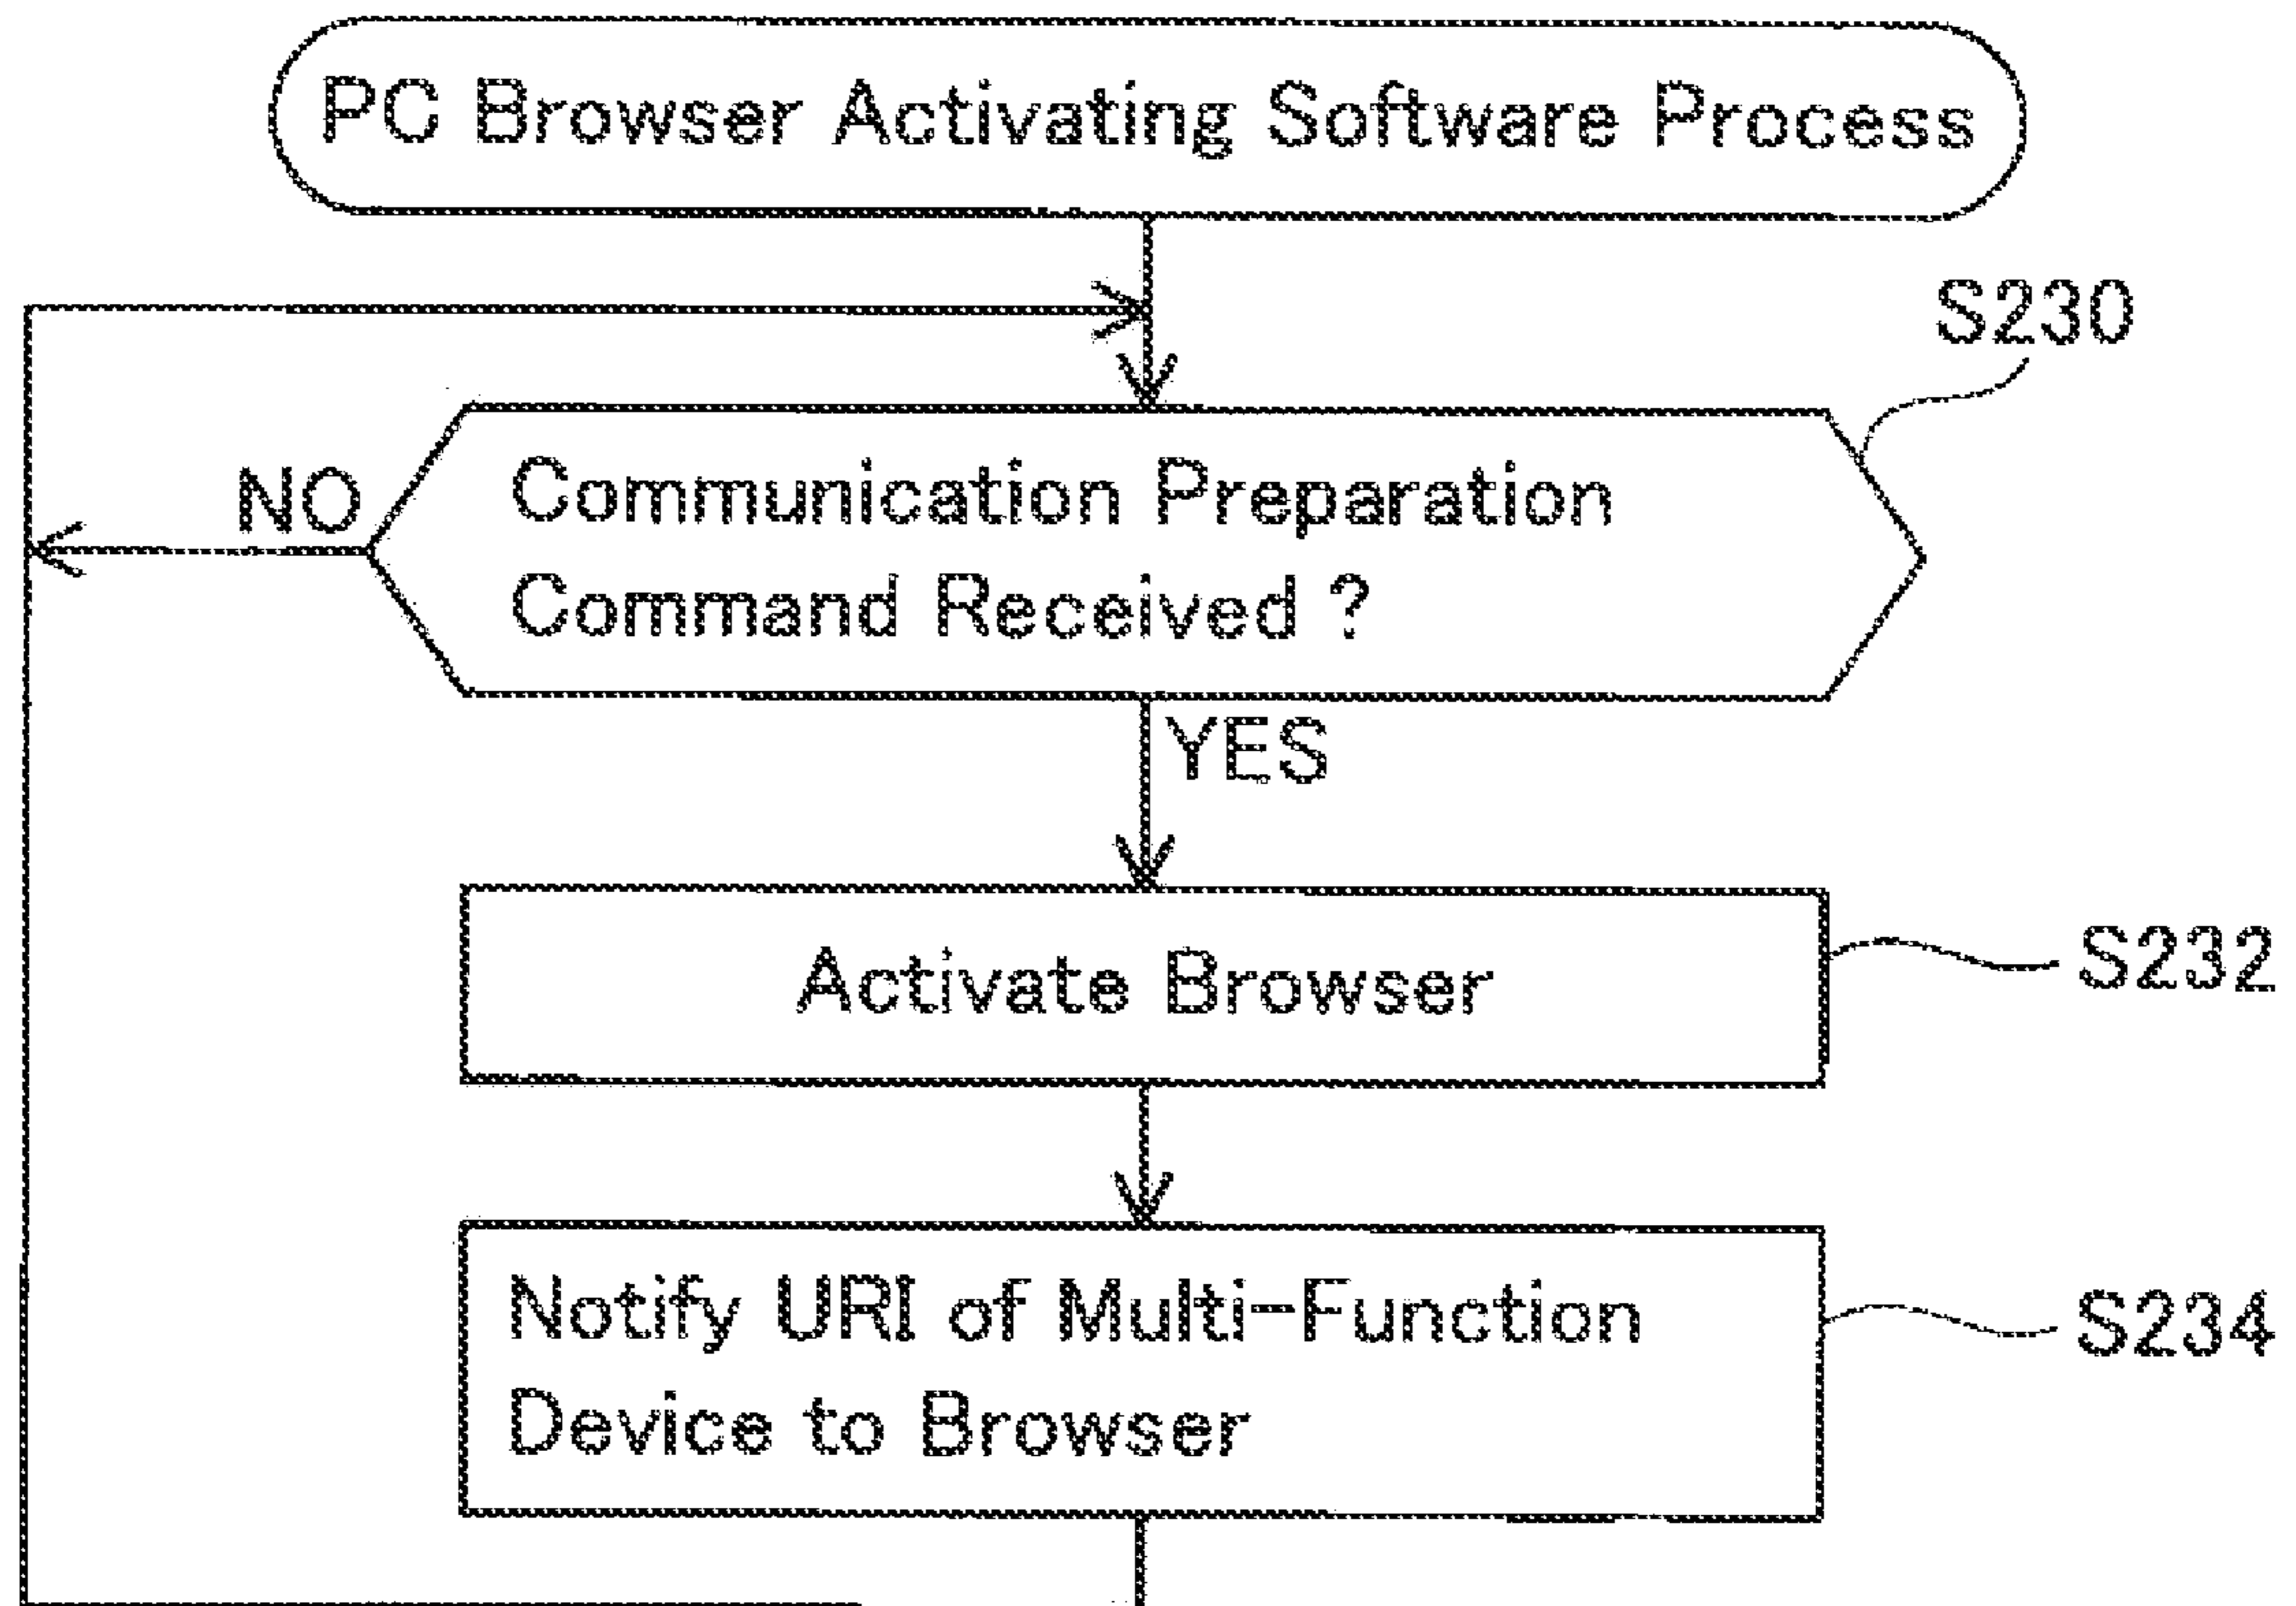 PC Browser Activating Software Process
S230
NO
Communication Preparation
Command Received ?
YES
Activate Browser
S232
Notify URI of Multi-Function
Device to Browser
S234